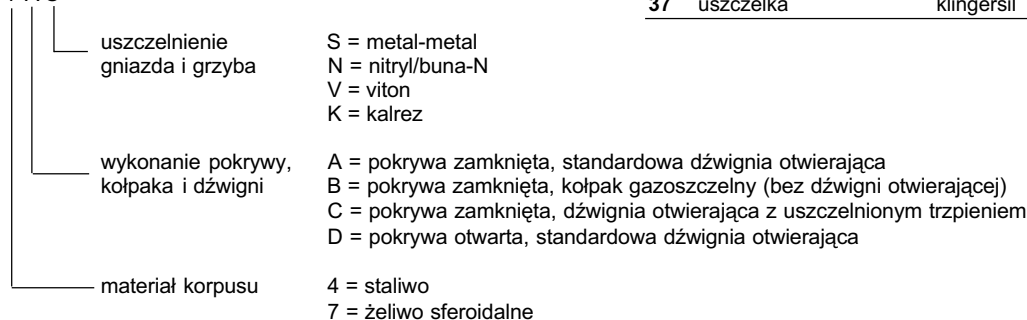 37 uszczelka klingersil
uszczelnienie S = metal-metal
gniazda i grzyba N = nitryl/buna-N
V = viton
K = kalrez
wykonanie pokrywy, A = pokrywa zamknięta, standardowa dźwignia otwierająca
kołpaka i dźwigni B = pokrywa zamknięta, kołpak gazoszczelny (bez dźwigni otwierającej)
C = pokrywa zamknięta, dźwignia otwierająca z uszczelnionym trzpieniem
D = pokrywa otwarta, standardowa dźwignia otwierająca
materiał korpusu 4 = staliwo
7 = żeliwo sferoidalne